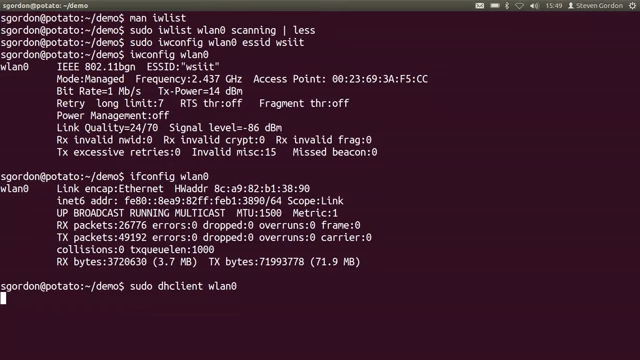 15:49 Steven Gordon
sgordon@potato:~/demo$ man iwlist
sgordon@potato:~/demo$ sudo iwlist wlan0 scanning | less
sgordon@potato:~/demo$ sudo iwconfig wlan0 essid wsiit
sgordon@potato:~/demo$ iwconfig wlan0
wlan0 IEEE 802.11bgn ESSID:"wsiit"
Mode:Managed Frequency:2.437 GHz Access Point: 00:23:69:3A:F5:CC
Bit Rate=1 Mb/s Tx-Power=14 dBm
Retry long limit:7 RTS thr:off Fragment thr:off
Power Management:off
Link Quality=24/70 Signal level=-86 dBm
Rx invalid nwid:0 Rx invalid crypt:0 Rx invalid frag:0
Tx excessive retries:0 Invalid misc:15 Missed beacon:0
sgordon@potato:~/demo$ ifconfig wlan0
wlan0 Link encap:Ethernet HWaddr 8c:a9:82:b1:38:90
inet6 addr: fe80::8ea9:82ff:feb1:3890/64 Scope:Link
UP BROADCAST RUNNING MULTICAST MTU:1500 Metric:1
RX packets:26776 errors:0 dropped:0 overruns:0 frame:0
TX packets:49192 errors:0 dropped:0 overruns:0 carrier:0
collisions:0 txqueuelen:1000
RX bytes:3720630 (3.7 MB) TX bytes:71993778 (71.9 MB)
sgordon@potato:~/demo$ sudo dhclient wlan0